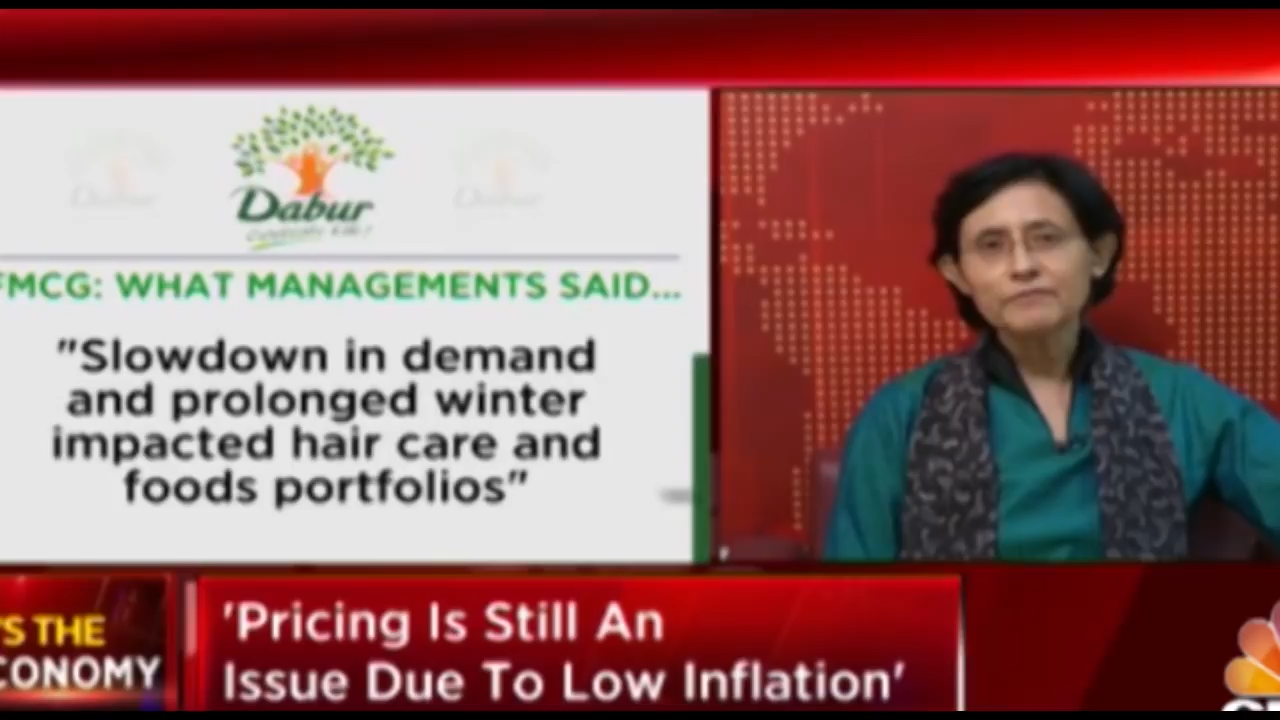 Dabur
FMCG: WHAT MANAGEMENTS SAID...
"Slowdown in demand
and prolonged winter
impacted hair care and
foods portfolios"
'S THE
CONOMY
'Pricing Is Still An
Issue Due To Low Inflation'